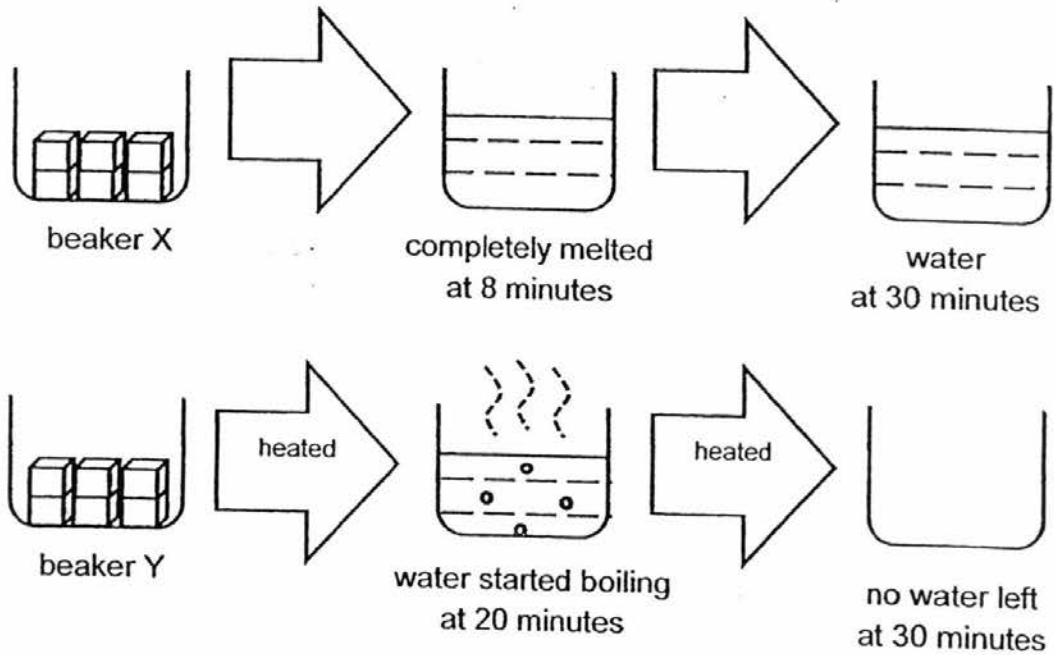 beaker X
completely melted
at 8 minutes
water
at 30 minutes
heated
heated
beaker Y
water started boiling
at 20 minutes
no water left
at 30 minutes